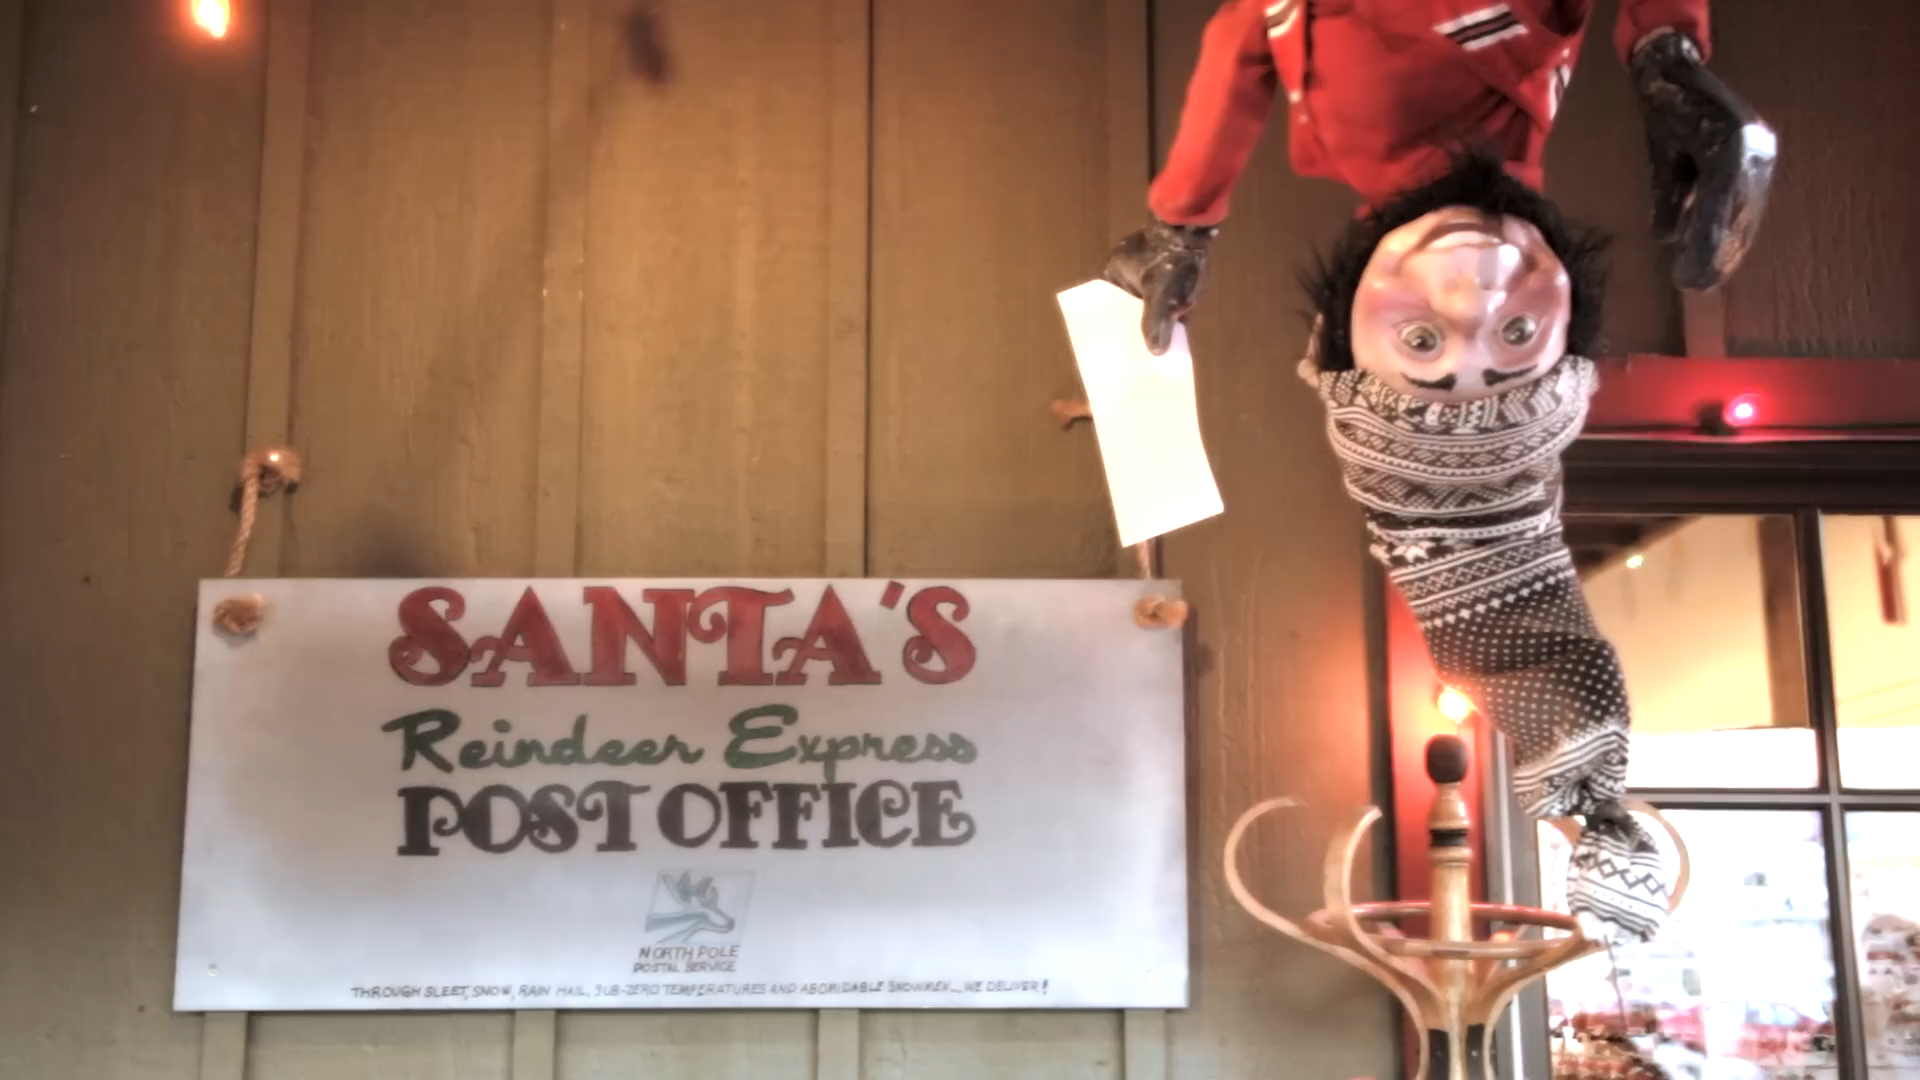 SANTA'S
Reindeer Express
POST OFFICE
NORTH POLE
POSTAL SERVICE
THROUGH SLEET, SNOW, RAIN HAIL, SUB-ZERO TEMPERATURES AND ABOMIDABLE SNOWMEN... WE DELIVER!